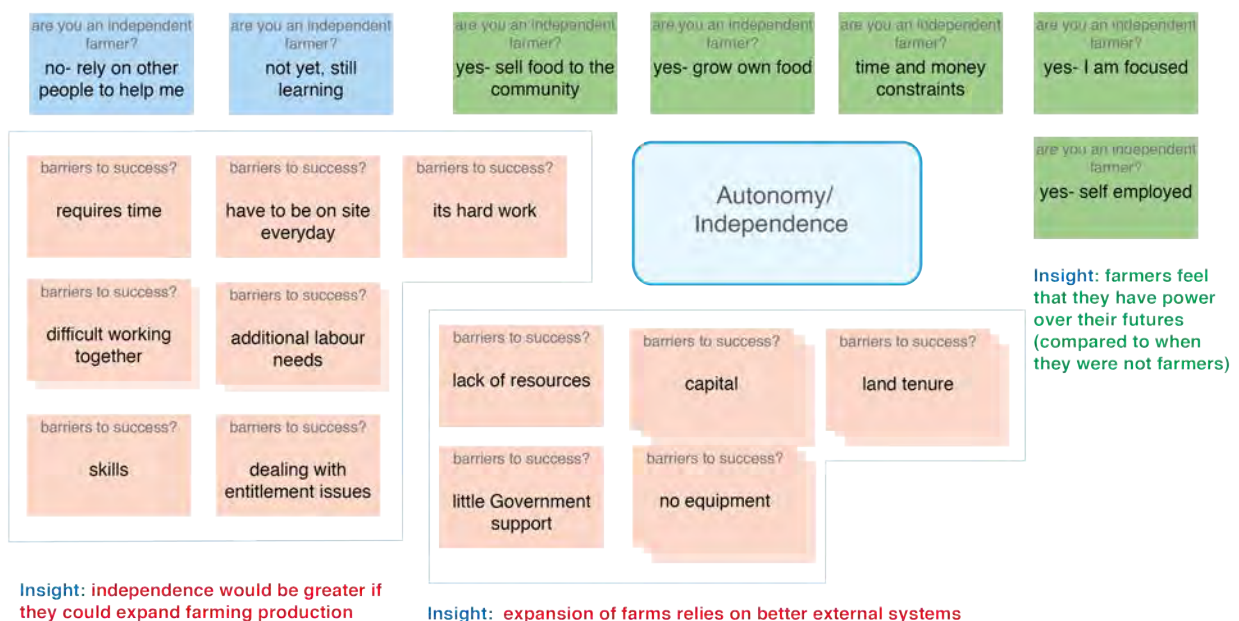 are you an independent
farmer?
no- rely on other
people to help me
are you an independent
farmer?
not yet, still
learning
are you an independent
farmer?
yes- sell food to the
community
are you an independent
farmer?
yes- grow own food
are you an independent
farmer?
time and money
constraints
are you an independent
farmer?
yes- I am focused
are you an independent
farmer?
yes- self employed
Insight: farmers feel
that they have power
over their futures
(compared to when
they were not farmers)
Autonomy/
Independence
barriers to success?
requires time
barriers to success?
have to be on site
everyday
barriers to success?
its hard work
barriers to success?
difficult working
together
barriers to success?
additional labour
needs
barriers to success?
skills
barriers to success?
dealing with
entitlement issues
Insight: independence would be greater if
they could expand farming production
barriers to success?
lack of resources
barriers to success?
capital
barriers to success?
land tenure
barriers to success?
little Government
support
barriers to success?
no equipment
Insight: expansion of farms relies on better external systems